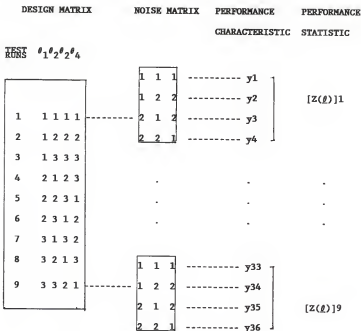 DESIGN MATRIX NOISE MATRIX PERFORMANCE PERFORMANCE
CHARACTERISTIC STATISTIC
TEST
RUNS θ1θ2θ2θ4
1 1 1 --------- y1
1 2 2 --------- y2 [Z(θ)]1
1 1 1 1 1 ------ 2 1 2 --------- y3
2 1 2 2 2 2 2 1 --------- y4
3 1 3 3 3
4 2 1 2 3 . . .
5 2 2 3 1 . . .
6 2 3 1 2 . . .
7 3 1 3 2
8 3 2 1 3 1 1 1 --------- y33
9 3 3 2 1 ------ 1 2 2 --------- y34
2 1 2 --------- y35 [Z(θ)]9
2 2 1 --------- y36